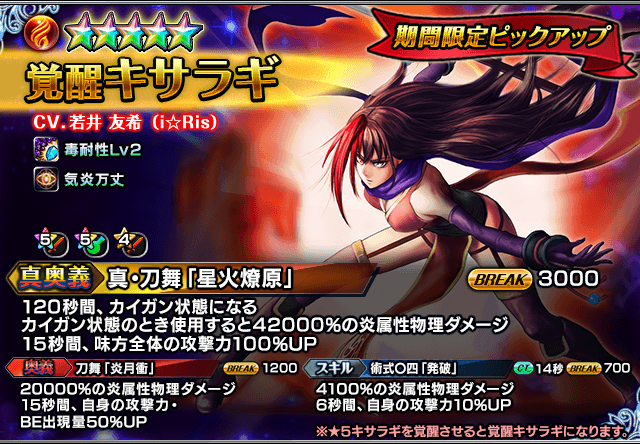 期間限定ピックアップ
覚醒キサラギ
CV.若井 友希 (i☆Ris)
毒耐性Lv2
気炎万丈
5 5 4
真奥義 真・刀舞「星火燎原」 BREAK 3000
120秒間、カイガン状態になる
カイガン状態のとき使用すると42000%の炎属性物理ダメージ
15秒間、味方全体の攻撃力100%UP
奥義 刀舞「炎月衝」 BREAK 1200
20000%の炎属性物理ダメージ
15秒間、自身の攻撃力・
BE出現量50%UP
スキル 術式〇四「発破」 CT 14秒 BREAK 700
4100%の炎属性物理ダメージ
6秒間、自身の攻撃力10%UP
※★5キサラギを覚醒させると覚醒キサラギになります。